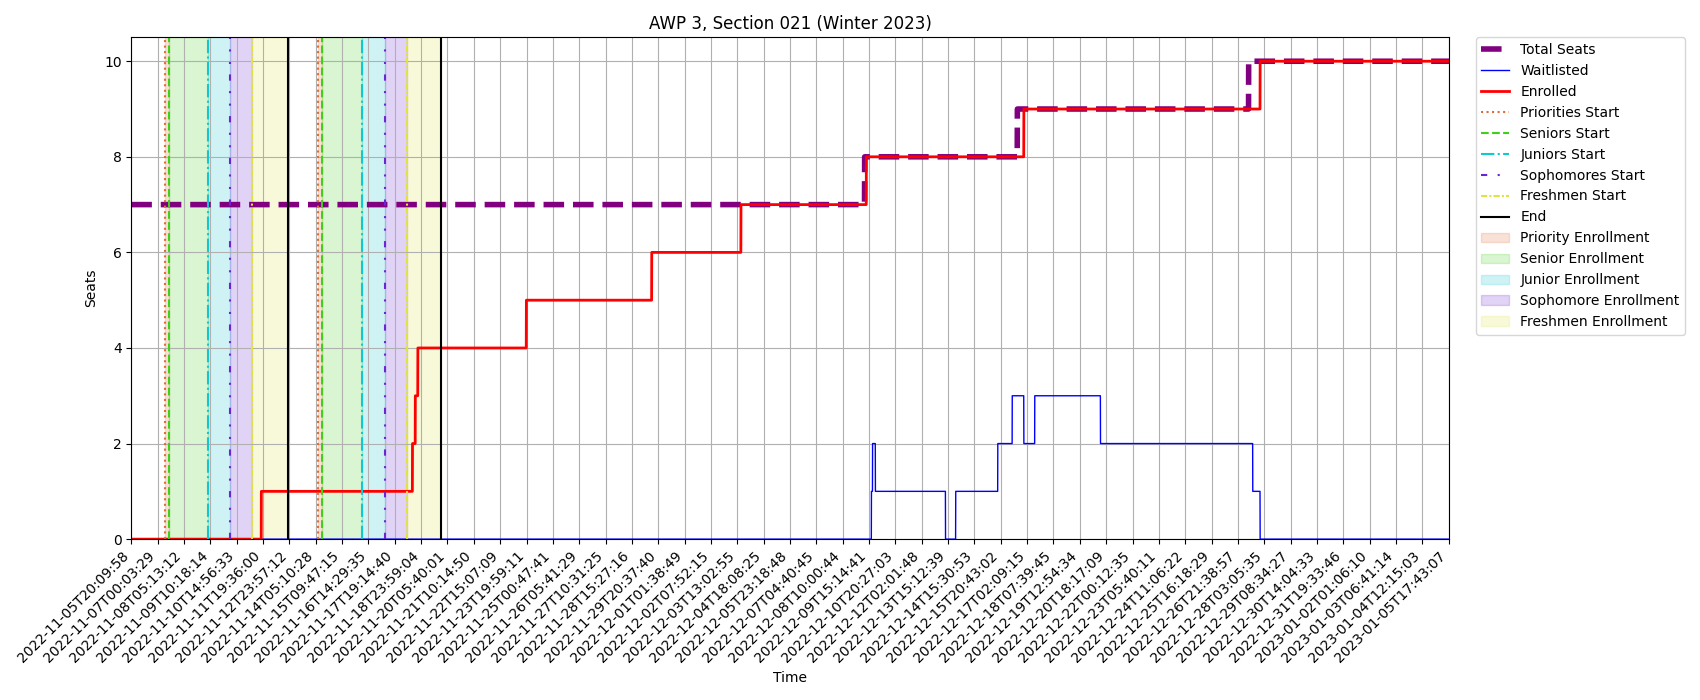 AWP 3, Section 021 (Winter 2023)
Seats
10
8
6
4
2
0
2022-11-05T20:09:58
2022-11-07T00:03:29
2022-11-08T05:13:12
2022-11-09T10:18:14
2022-11-10T14:56:33
2022-11-11T19:36:00
2022-11-12T23:57:12
2022-11-14T05:10:28
2022-11-15T09:47:15
2022-11-16T14:29:35
2022-11-17T19:14:40
2022-11-18T23:59:04
2022-11-20T05:40:01
2022-11-21T10:14:50
2022-11-22T15:07:09
2022-11-23T19:59:11
2022-11-25T00:47:41
2022-11-26T05:41:29
2022-11-27T10:31:25
2022-11-28T15:27:16
2022-11-29T20:37:40
2022-12-01T01:38:49
2022-12-02T07:52:15
2022-12-03T13:02:55
2022-12-04T18:08:25
2022-12-05T23:18:48
2022-12-07T04:40:45
2022-12-08T10:00:44
2022-12-09T15:14:41
2022-12-10T20:27:03
2022-12-12T02:01:48
2022-12-13T15:12:39
2022-12-14T15:30:53
2022-12-15T20:43:02
2022-12-17T02:09:15
2022-12-18T07:39:45
2022-12-19T12:54:34
2022-12-20T18:17:09
2022-12-22T00:12:35
2022-12-23T05:40:11
2022-12-24T11:06:22
2022-12-25T16:18:29
2022-12-26T21:38:57
2022-12-28T03:05:35
2022-12-29T08:34:27
2022-12-30T14:04:33
2022-12-31T19:33:46
2023-01-02T01:06:10
2023-01-03T06:41:14
2023-01-04T12:15:03
2023-01-05T17:43:07
Time
Total Seats
Waitlisted
Enrolled
Priorities Start
Seniors Start
Juniors Start
Sophomores Start
Freshmen Start
End
Priority Enrollment
Senior Enrollment
Junior Enrollment
Sophomore Enrollment
Freshmen Enrollment